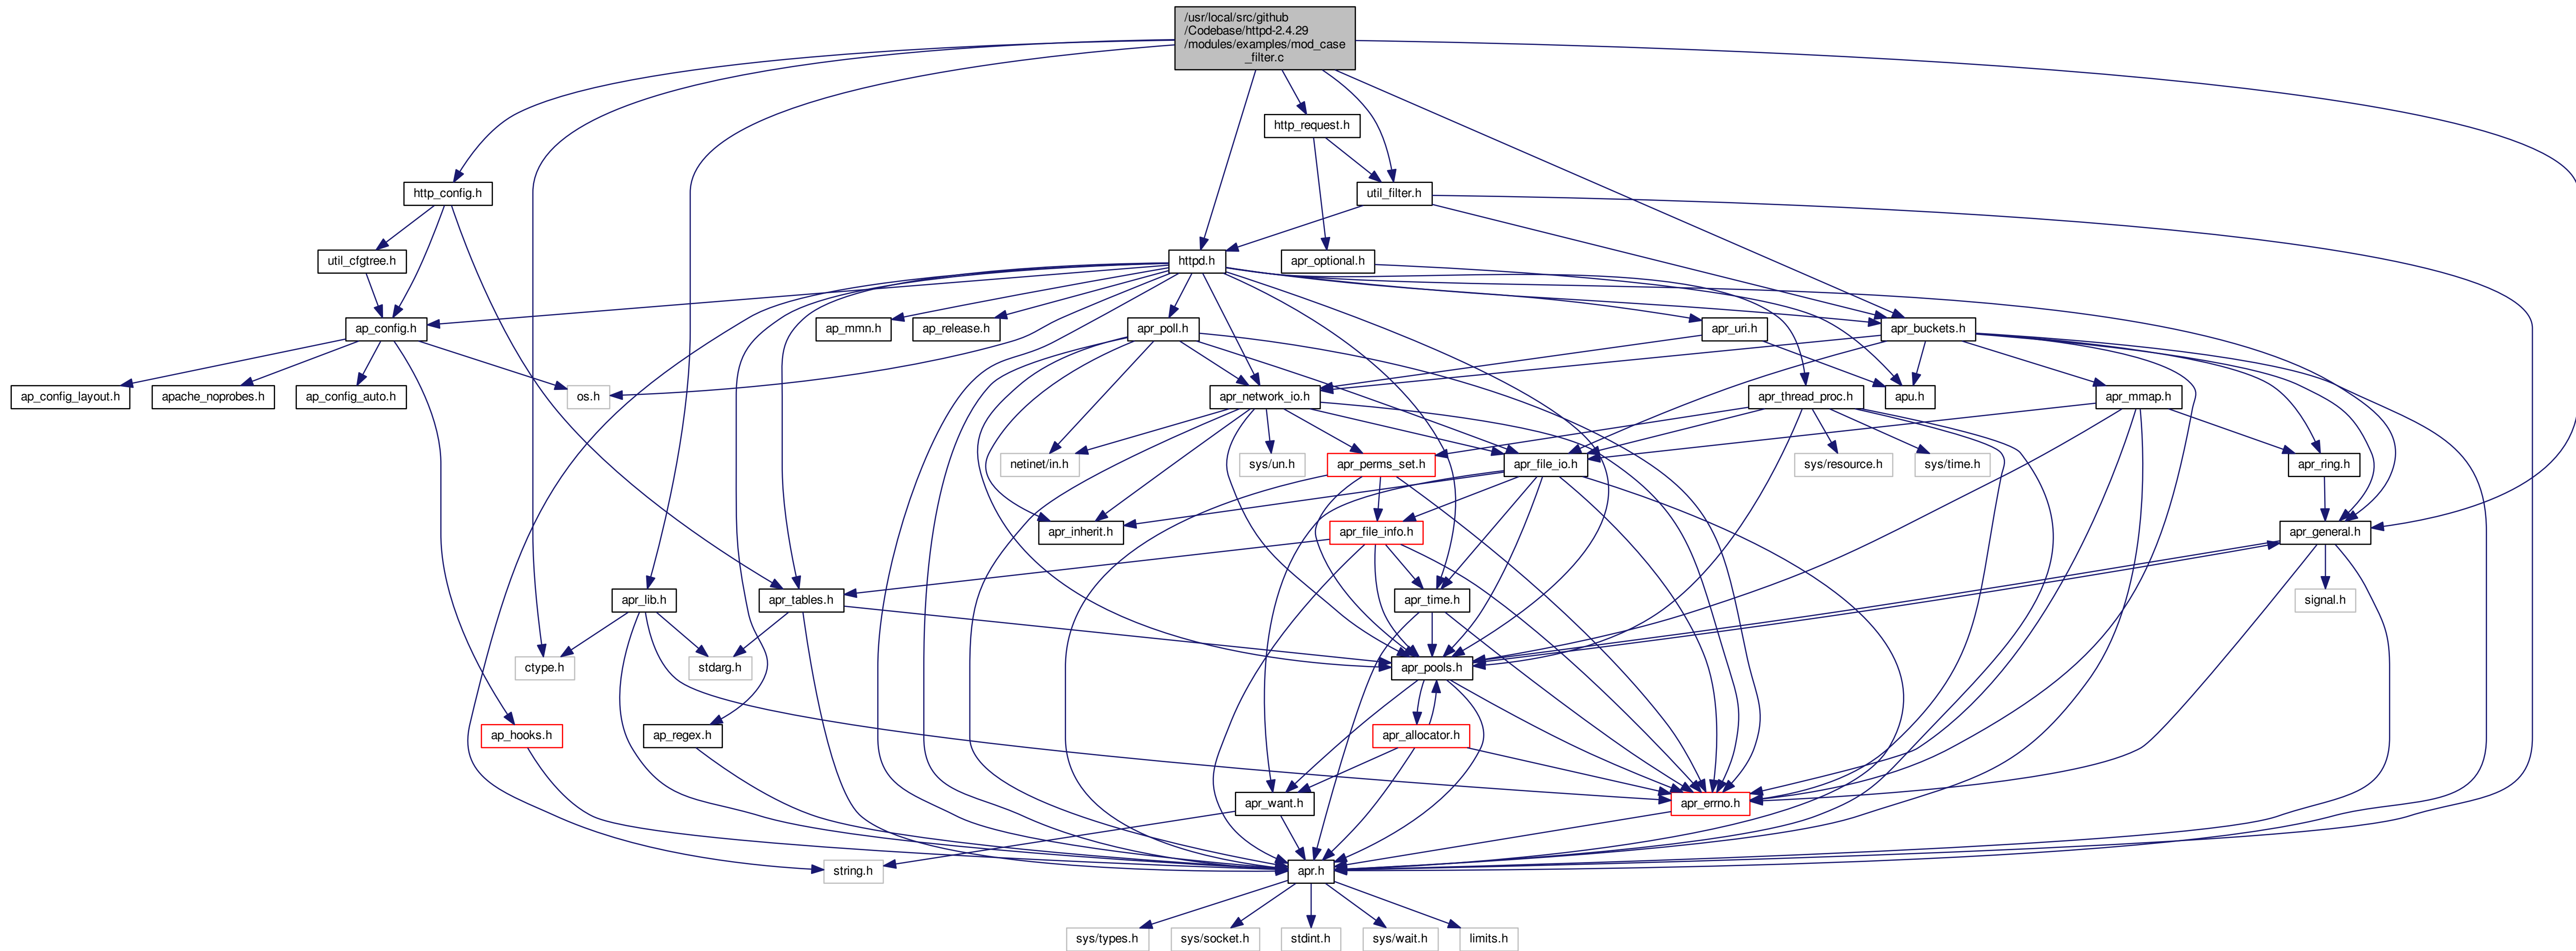 /usr/local/src/github
/Codebase/httpd-2.4.29
/modules/examples/mod_case
_filter.c
http_request.h
http_config.h
util_filter.h
util_cfgtree.h
httpd.h
apr_optional.h
ap_config.h
ap_mmn.h
ap_release.h
apr_poll.h
apr_uri.h
apr_buckets.h
ap_config_layout.h
apache_noprobes.h
ap_config_auto.h
os.h
apr_network_io.h
apr_thread_proc.h
apu.h
apr_mmap.h
netinet/in.h
sys/un.h
apr_perms_set.h
apr_file_io.h
sys/resource.h
sys/time.h
apr_ring.h
apr_inherit.h
apr_file_info.h
apr_general.h
apr_lib.h
apr_tables.h
apr_time.h
signal.h
ctype.h
stdarg.h
apr_pools.h
ap_hooks.h
ap_regex.h
apr_allocator.h
apr_want.h
apr_errno.h
string.h
apr.h
sys/types.h
sys/socket.h
stdint.h
sys/wait.h
limits.h